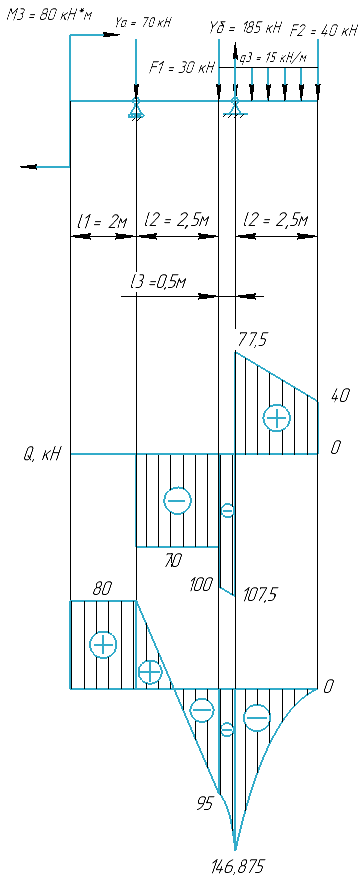 M3 = 80 кН*м
Yа = 70 кН
Yб = 185 кН
F2 = 40 кН
F1 = 30 кН
q3 = 15 кН/м
l1 = 2м
l2 = 2,5м
l2 = 2,5м
l3 =0,5м
77,5
40
+
Q, кН
0
−
−
70
100
107,5
80
+
+
0
−
−
−
95
146,875